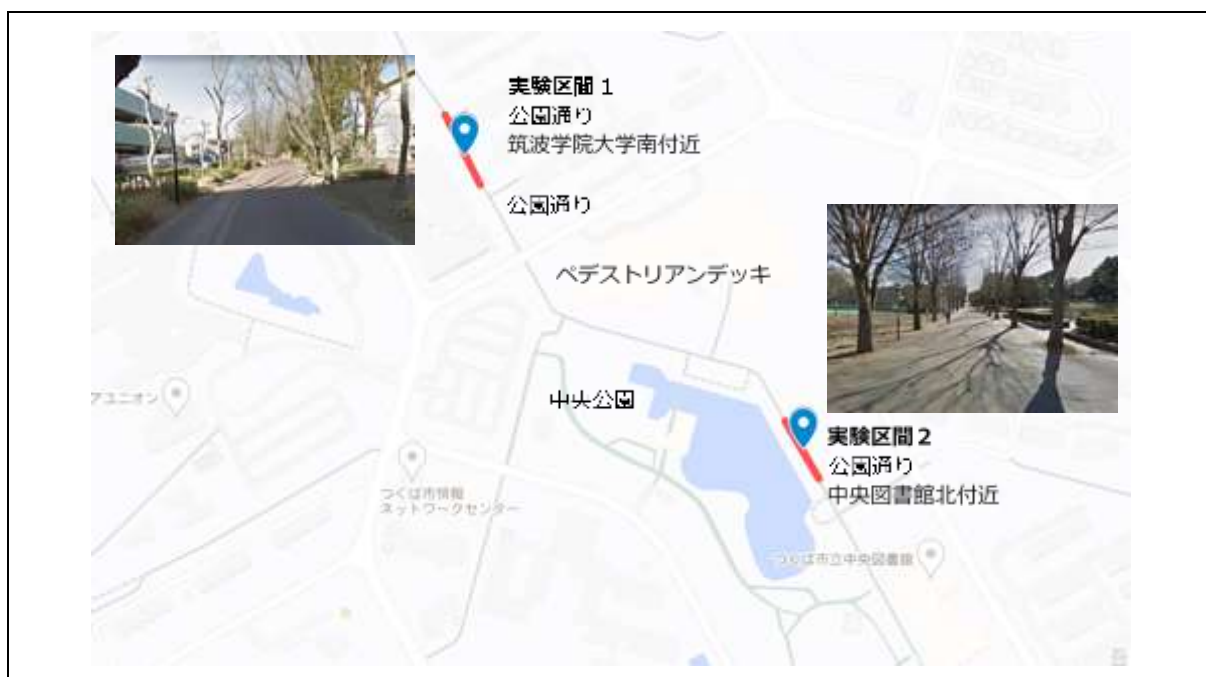 実験区間1
公園通り
筑波学院大学南付近
公園通り
ペデストリアンデッキ
中央公園
アユニオン
実験区間2
公園通り
中央図書館北付近
つくば市情報
ネットワークセンター
つくば市立中央図書館